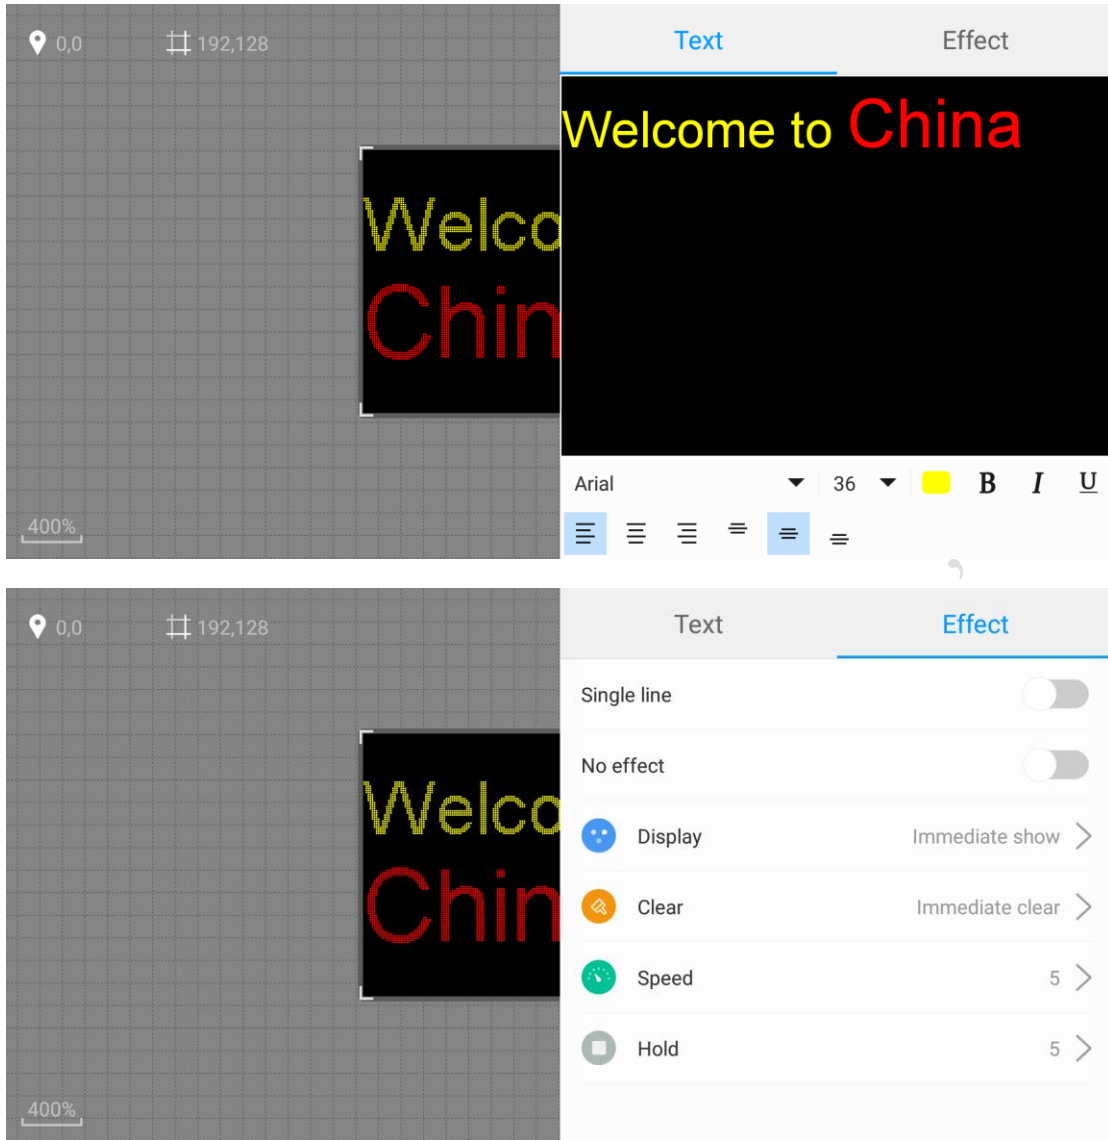 0,0 192,128
Text Effect
Welcome to China
Welco
Chin
Arial 36 B I U
400%
0,0 192,128
Text Effect
Single line
No effect
Welco
Chin
Display Immediate show
Clear Immediate clear
Speed 5
Hold 5
400%